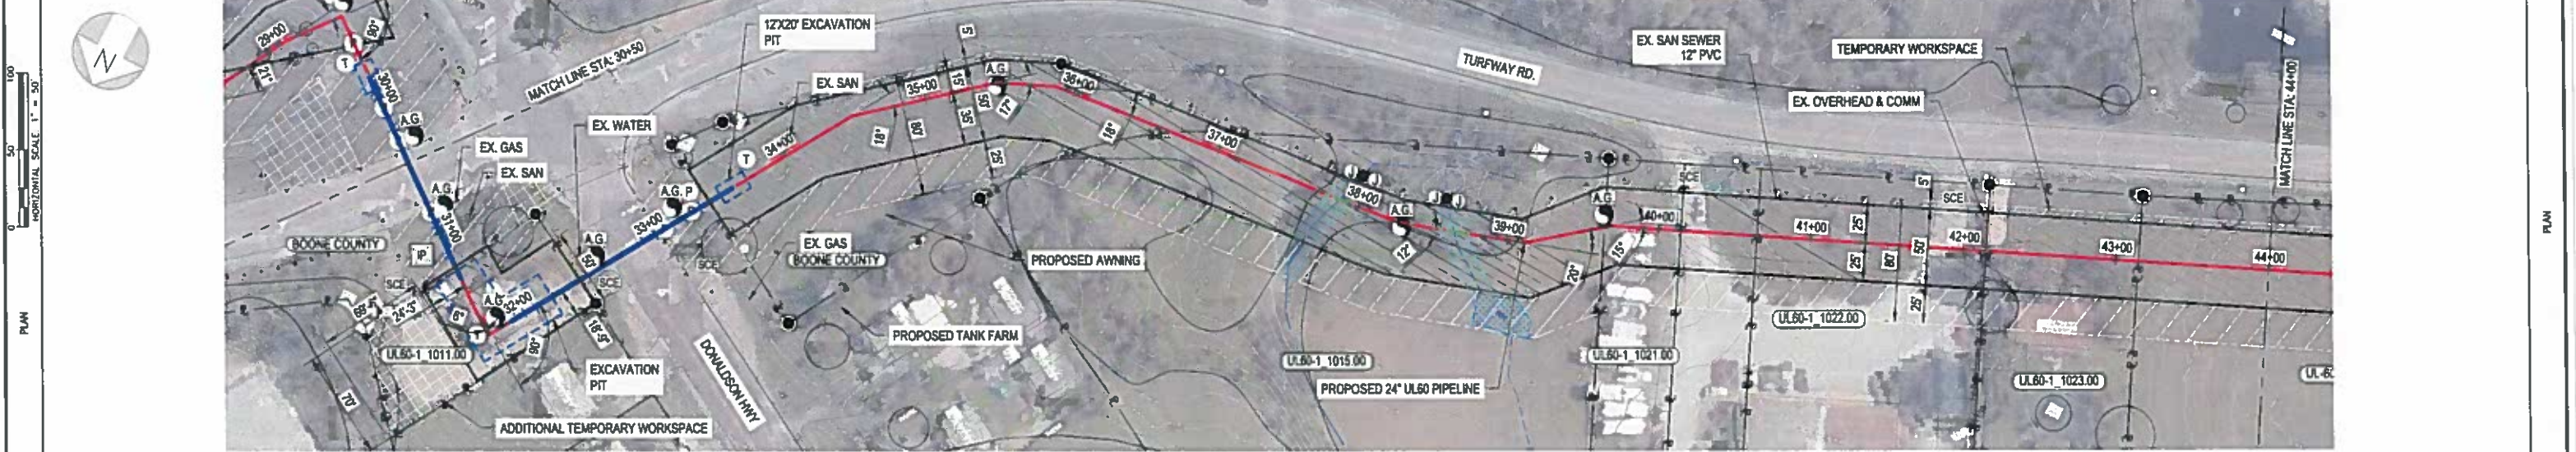 PLAN
HORIZONTAL SCALE 1" = 50'
0
50
100
N
29+00
21°
90°
T
30+00
A.G.
MATCH LINE STA: 30+50
12'X20' EXCAVATION
PIT
EX. GAS
EX. SAN
EX. WATER
A.G.
31+00
BOONE COUNTY
IP
SCE
24'-3"
6°
A.G.
32+00
T
UL60-1_1011.00
90°
18'-9"
70'
EXCAVATION
PIT
ADDITIONAL TEMPORARY WORKSPACE
A.G.
50'
SCE
33+00
A.G. P
SCE
DONALDSON HWY
T
34+00
EX. SAN
18°
35+00
80'
5'
15'
35'
25'
A.G.
50'
17°
36+00
18°
EX. GAS
BOONE COUNTY
PROPOSED AWNING
PROPOSED TANK FARM
37+00
TURFWAY RD.
J
J
38+00
A.G.
12°
J
J
39+00
20°
A.G.
15°
40+00
SCE
EX. SAN SEWER
12" PVC
TEMPORARY WORKSPACE
EX. OVERHEAD & COMM
UL60-1_1015.00
PROPOSED 24" UL60 PIPELINE
UL60-1_1021.00
41+00
25'
25'
80'
50'
5'
25'
UL60-1_1022.00
SCE
42+00
43+00
UL60-1_1023.00
44+00
MATCH LINE STA: 44+00
PLAN